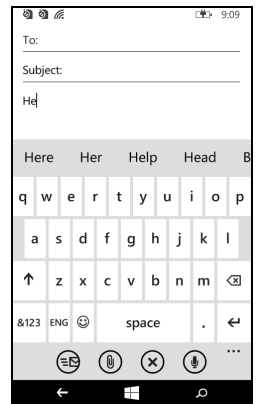 9:09
To:
Subject:
He
Here Her Help Head B
q w e r t y u i o p
a s d f g h j k l
z x c v b n m
&123 ENG space .